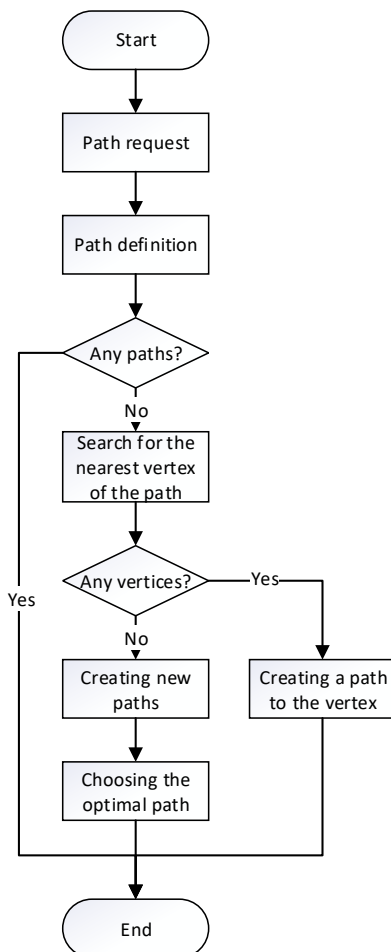 Start
Path request
Path definition
Any paths?
No
Search for the
nearest vertex
of the path
Any vertices?
Yes
Yes
No
Creating new
paths
Creating a path
to the vertex
Choosing the
optimal path
End